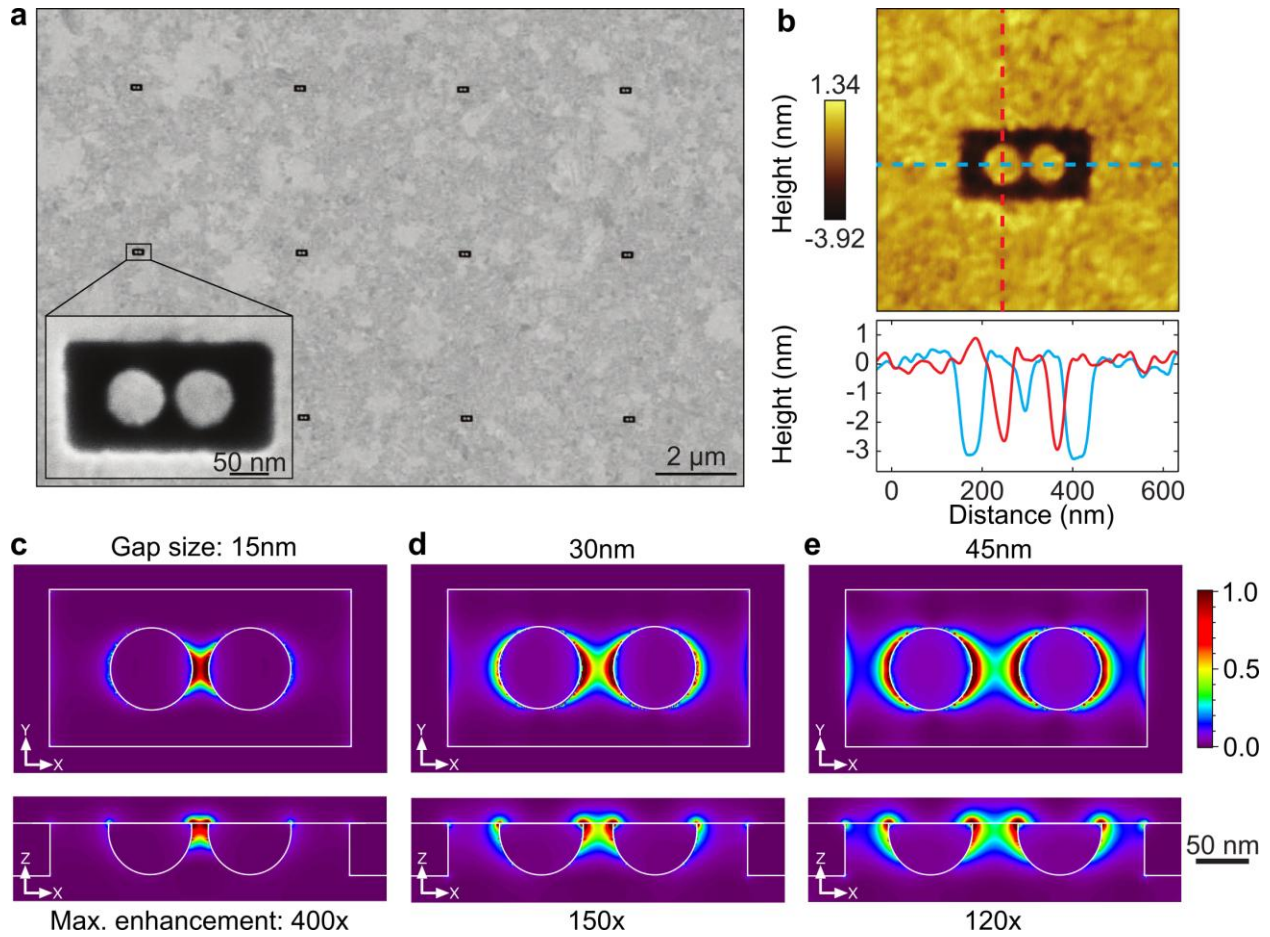 a
50 nm
2 µm
b
Height (nm)
1.34
-3.92
Height (nm)
1
0
-1
-2
-3
0 200 400 600
Distance (nm)
c Gap size: 15nm
d 30nm
e 45nm
1.0
0.5
0.0
Y
X
Y
X
Y
X
Z
X
Z
X
Z
X
50 nm
Max. enhancement: 400x
150x
120x